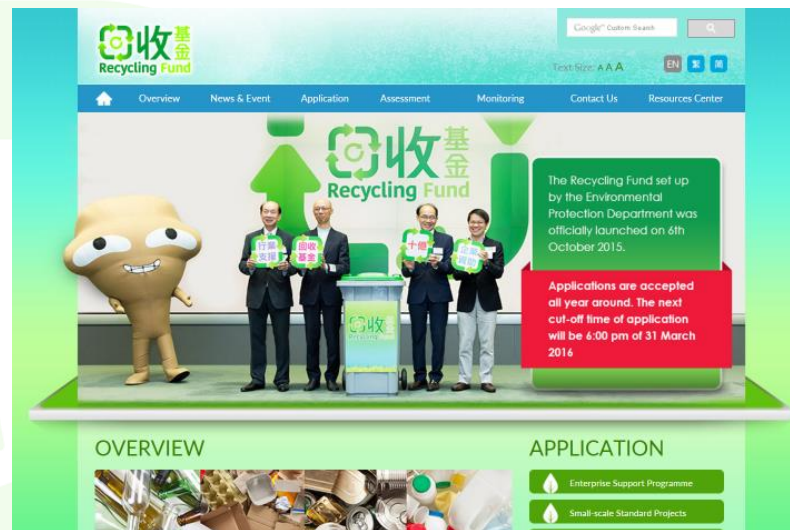 回收基金
Recycling Fund
Google™ Custom Search
Text Size: A A A
EN 繁 简
Overview News & Event Application Assessment Monitoring Contact Us Resources Center
回收基金
Recycling Fund
The Recycling Fund set up
by the Environmental
Protection Department was
officially launched on 6th
October 2015.
行業
支援
回收
基金
十億
企業
資助
Applications are accepted
all year around. The next
cut-off time of application
will be 6:00 pm of 31 March
2016
回收基金
Recycling Fund
OVERVIEW
APPLICATION
Enterprise Support Programme
Small-scale Standard Projects